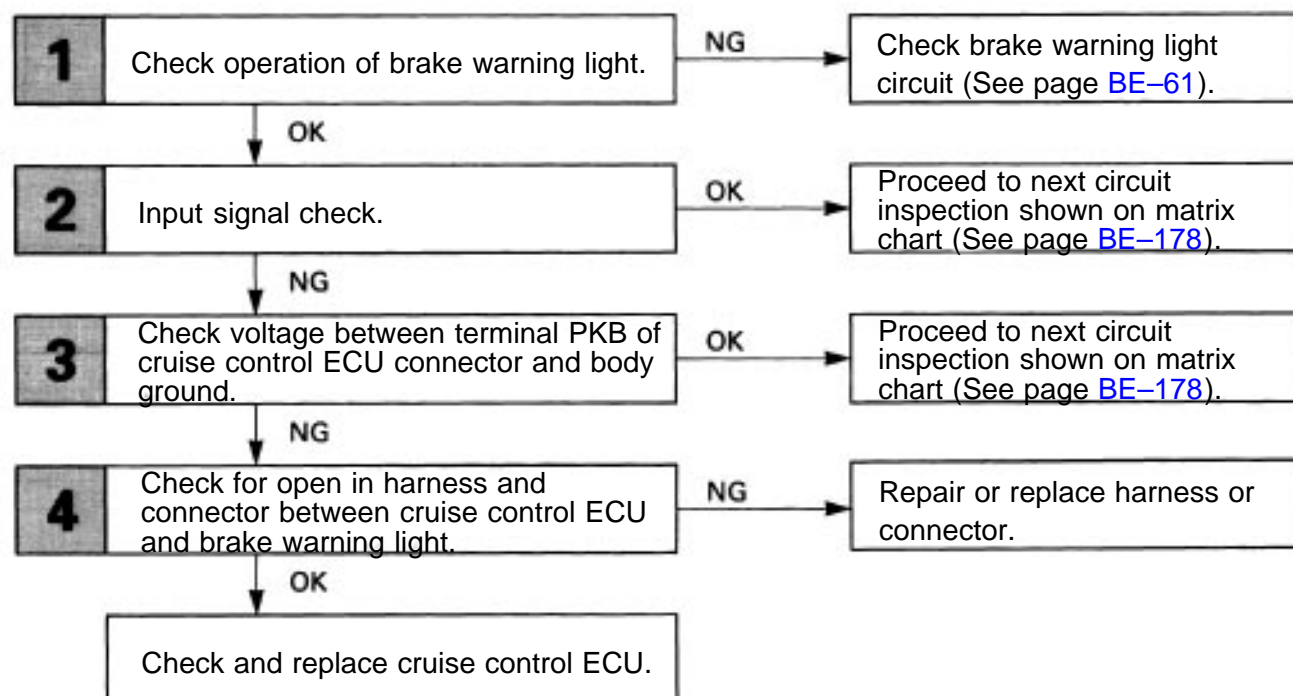 1
Check operation of brake warning light.
NG
Check brake warning light
circuit (See page BE–61).
OK
2
Input signal check.
OK
Proceed to next circuit
inspection shown on matrix
chart (See page BE–178).
NG
3
Check voltage between terminal PKB of
cruise control ECU connector and body
ground.
OK
Proceed to next circuit
inspection shown on matrix
chart (See page BE–178).
NG
4
Check for open in harness and
connector between cruise control ECU
and brake warning light.
NG
Repair or replace harness or
connector.
OK
Check and replace cruise control ECU.